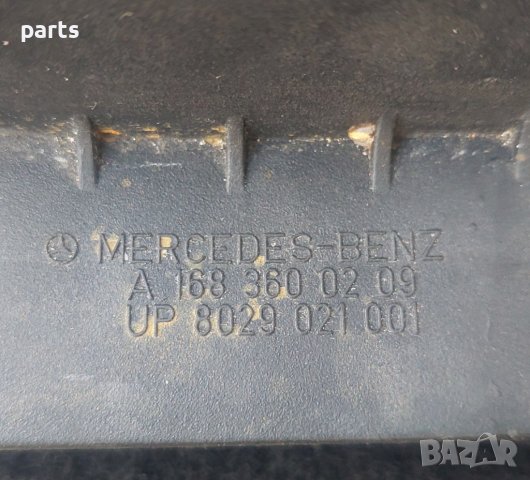 parts
MERCEDES-BENZ
A 168 360 02 09
UP 8029 021 001
BAZAR